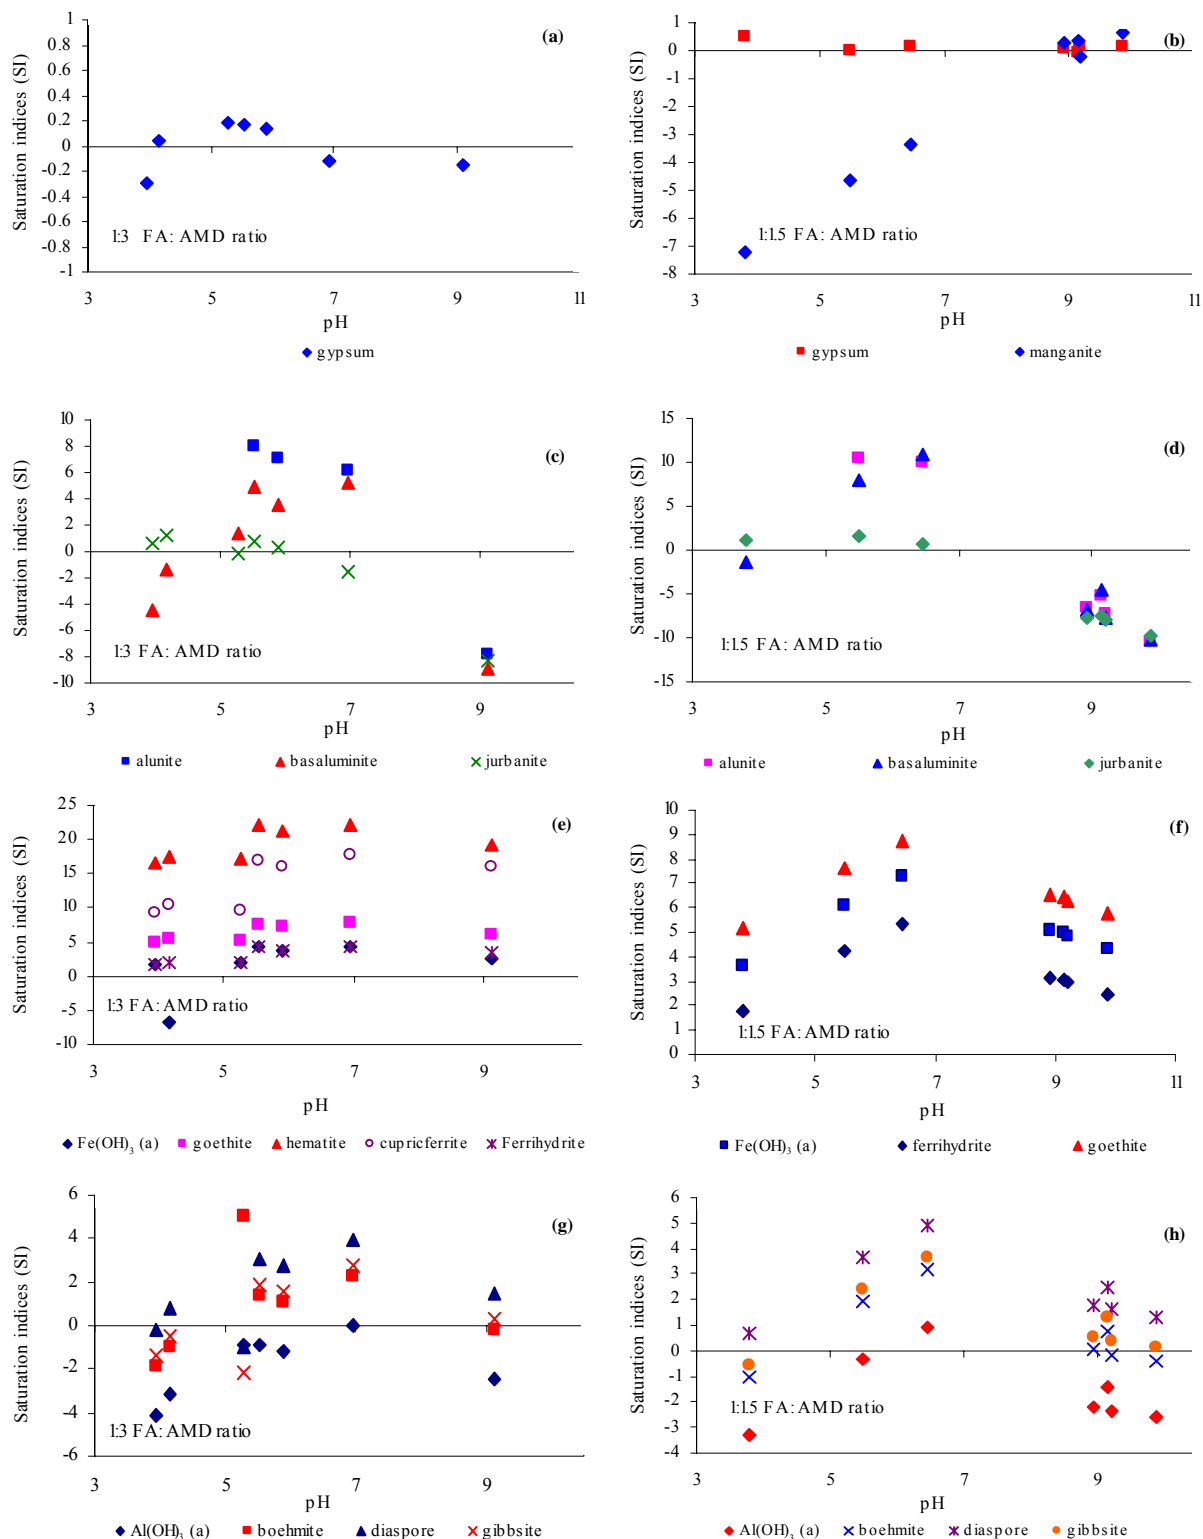 (a)
Saturation indices (SI)
1
0.8
0.6
0.4
0.2
0
-0.2
-0.4
-0.6
-0.8
-1
1:3 FA: AMD ratio
3 5 7 9 11
pH
gypsum
(b)
Saturation indices (SI)
1
0
-1
-2
-3
-4
-5
-6
-7
-8
1:1.5 FA: AMD ratio
3 5 7 9 11
pH
gypsum manganite
(c)
Saturation indices (SI)
10
8
6
4
2
0
-2
-4
-6
-8
-10
1:3 FA: AMD ratio
3 5 7 9
pH
alunite basaluminite jurbanite
(d)
Saturation indices (SI)
15
10
5
0
-5
-10
-15
1:1.5 FA: AMD ratio
3 5 7 9
pH
alunite basaluminite jurbanite
(e)
Saturation indices (SI)
25
20
15
10
5
0
-5
-10
1:3 FA: AMD ratio
3 5 7 9
pH
Fe(OH)₃ (a) goethite hematite cupricferrite Ferrihydrite
(f)
Saturation indices (SI)
10
9
8
7
6
5
4
3
2
1
0
1:1.5 FA: AMD ratio
3 5 7 9 11
pH
Fe(OH)₃ (a) ferrihydrite goethite
(g)
Saturation indices (SI)
6
4
2
0
-2
-4
-6
1:3 FA: AMD ratio
3 5 7 9
pH
Al(OH)₃ (a) boehmite diaspore gibbsite
(h)
Saturation indices (SI)
6
5
4
3
2
1
0
-1
-2
-3
-4
1:1.5 FA: AMD ratio
3 5 7 9
pH
Al(OH)₃ (a) boehmite diaspore gibbsite